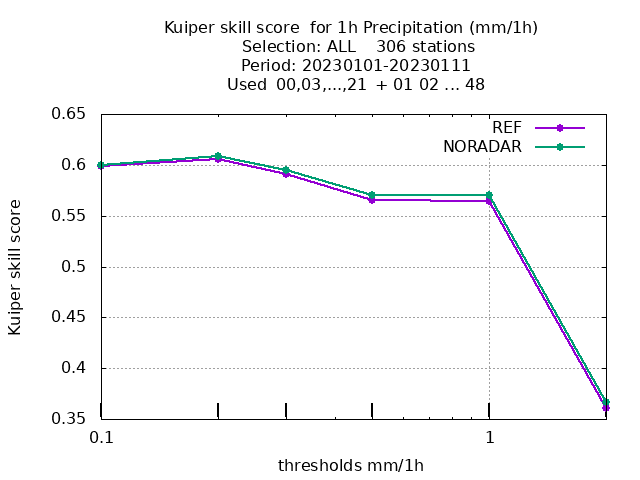 Kuiper skill score  for 1h Precipitation (mm/1h)
Selection: ALL    306 stations
Period: 20230101-20230111
Used  00,03,...,21  + 01 02 ... 48
REF
NORADAR
0.65
0.6
0.55
0.5
0.45
0.4
0.35
Kuiper skill score
0.1
1
thresholds mm/1h